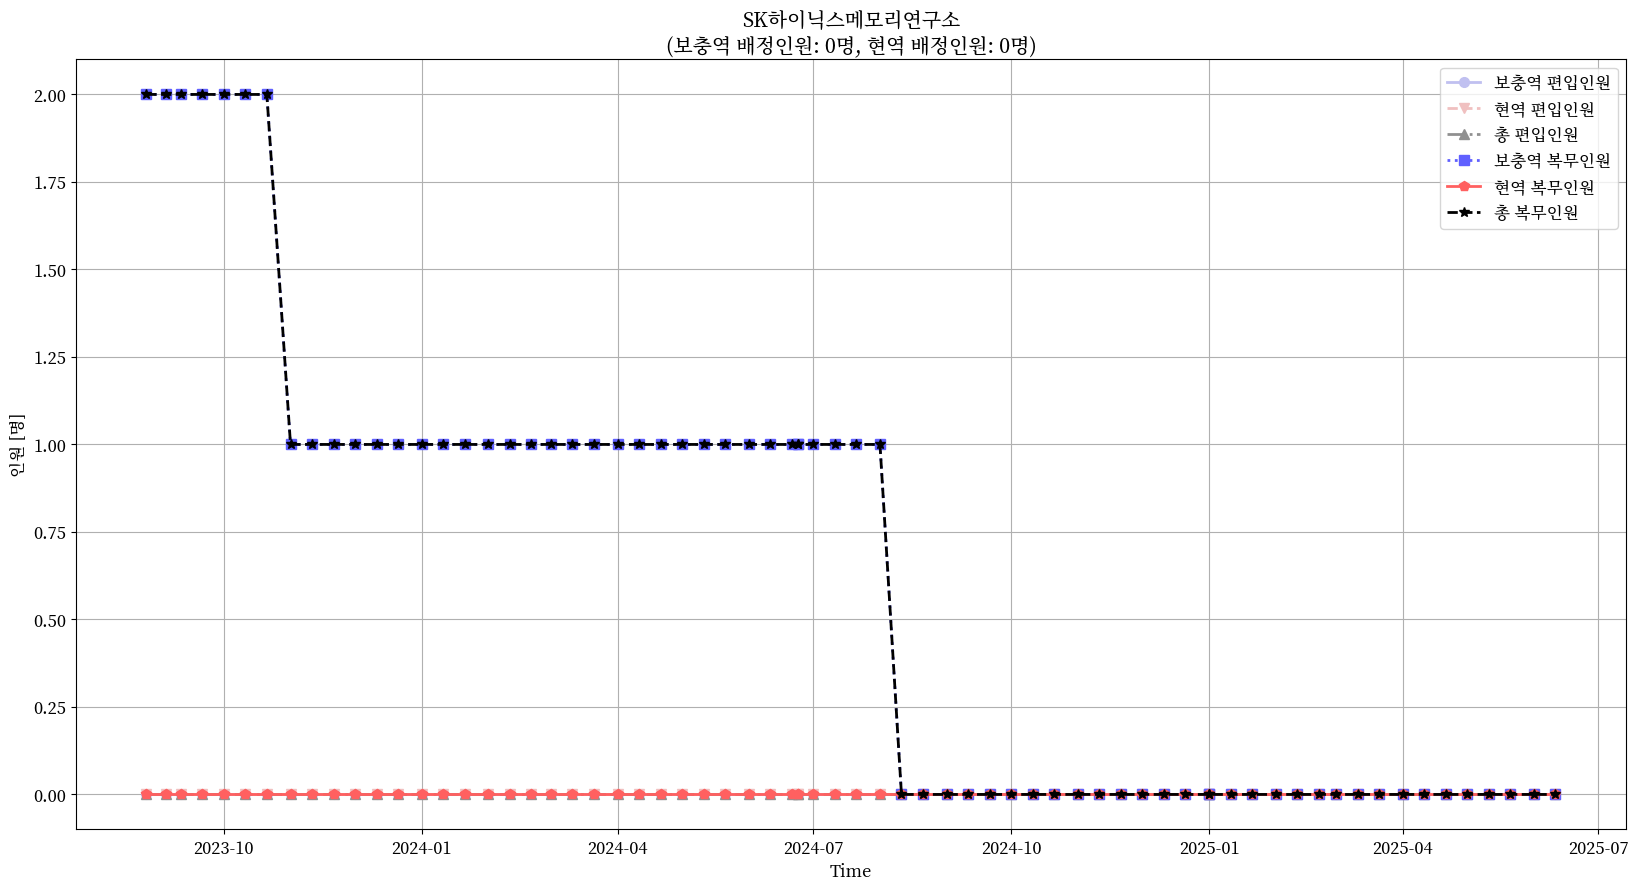 SK하이닉스메모리연구소
(보충역 배정인원: 0명, 현역 배정인원: 0명)
보충역 편입인원
현역 편입인원
총 편입인원
보충역 복무인원
현역 복무인원
총 복무인원
2.00
1.75
1.50
1.25
1.00
0.75
0.50
0.25
0.00
인원 [명]
2023-10
2024-01
2024-04
2024-07
2024-10
2025-01
2025-04
2025-07
Time